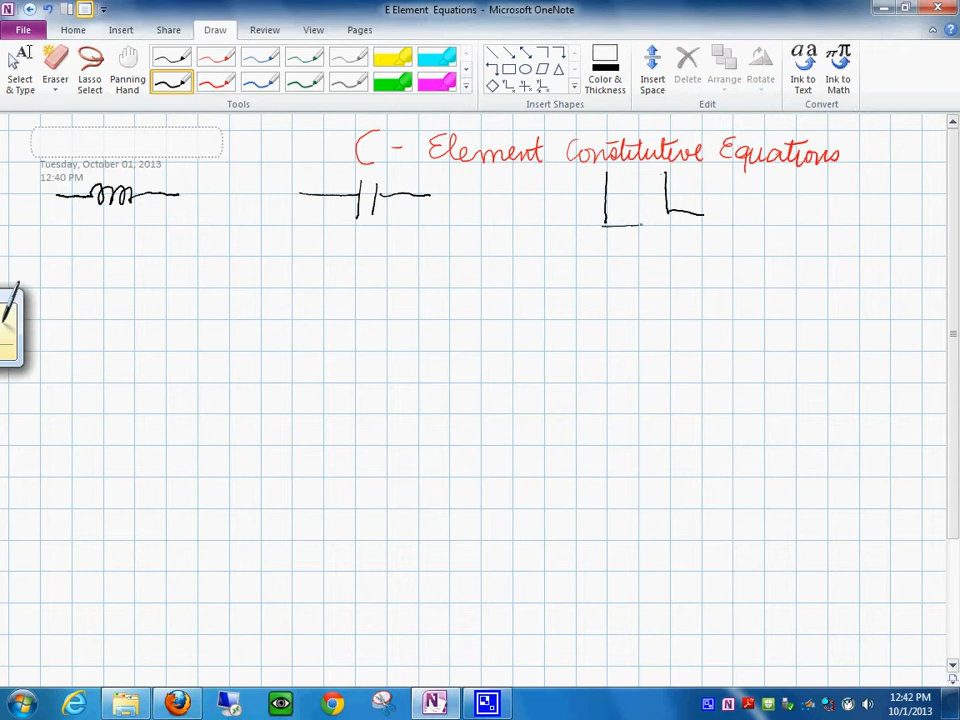 E Element Equations - Microsoft OneNote
File Home Insert Share Draw Review View Pages
Select & Type
Eraser
Lasso Select
Panning Hand
Color & Thickness
Insert Space
Delete
Arrange
Rotate
Ink to Text
Ink to Math
Tools
Insert Shapes
Edit
Convert
C - Element Constitutive Equations
Tuesday, October 01, 2013
12:40 PM
12:42 PM
10/1/2013